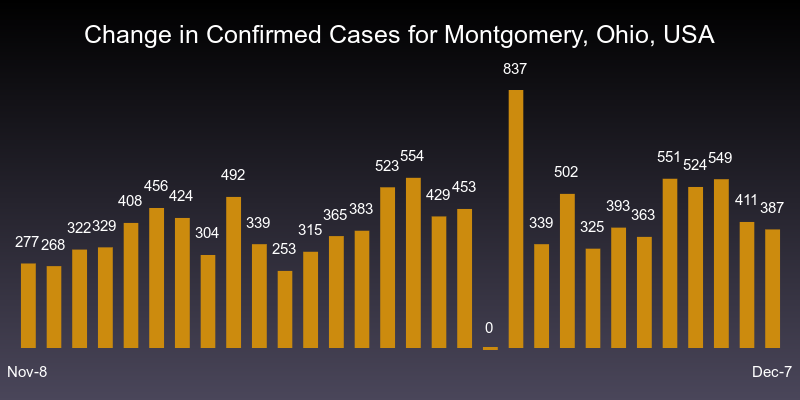 Change in Confirmed Cases for Montgomery, Ohio, USA
277 268 322 329 408 456 424 304 492 339 253 315 365 383 523 554 429 453 0 837 339 502 325 393 363 551 524 549 411 387
Nov-8 Dec-7